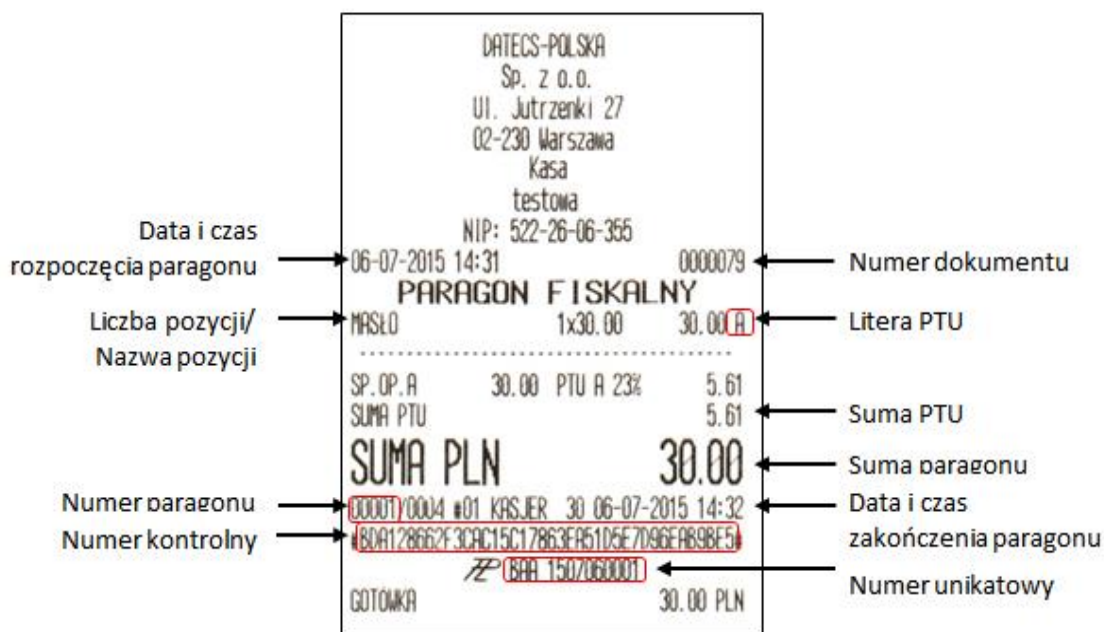 DATECS-POLSKA
Sp. z o.o.
Ul. Jutrzenki 27
02-230 Warszawa
Kasa
testowa
NIP: 522-26-06-355
Data i czas
rozpoczęcia paragonu
06-07-2015 14:31 0000079
Numer dokumentu
PARAGON FISKALNY
Liczba pozycji/
Nazwa pozycji
MASŁO 1x30.00 30.00 A
Litera PTU
SP.OP.A 30.00 PTU A 23% 5.61
SUMA PTU 5.61
Suma PTU
SUMA PLN 30.00
Suma paragonu
Numer paragonu
00001/0004 #01 KASJER 30 06-07-2015 14:32
Data i czas
zakończenia paragonu
Numer kontrolny
#BDA128662F3CAC15C17863EA51D5E7D96EAB9BE5#
BAA 1507060001
Numer unikatowy
GOTÓWKA 30.00 PLN